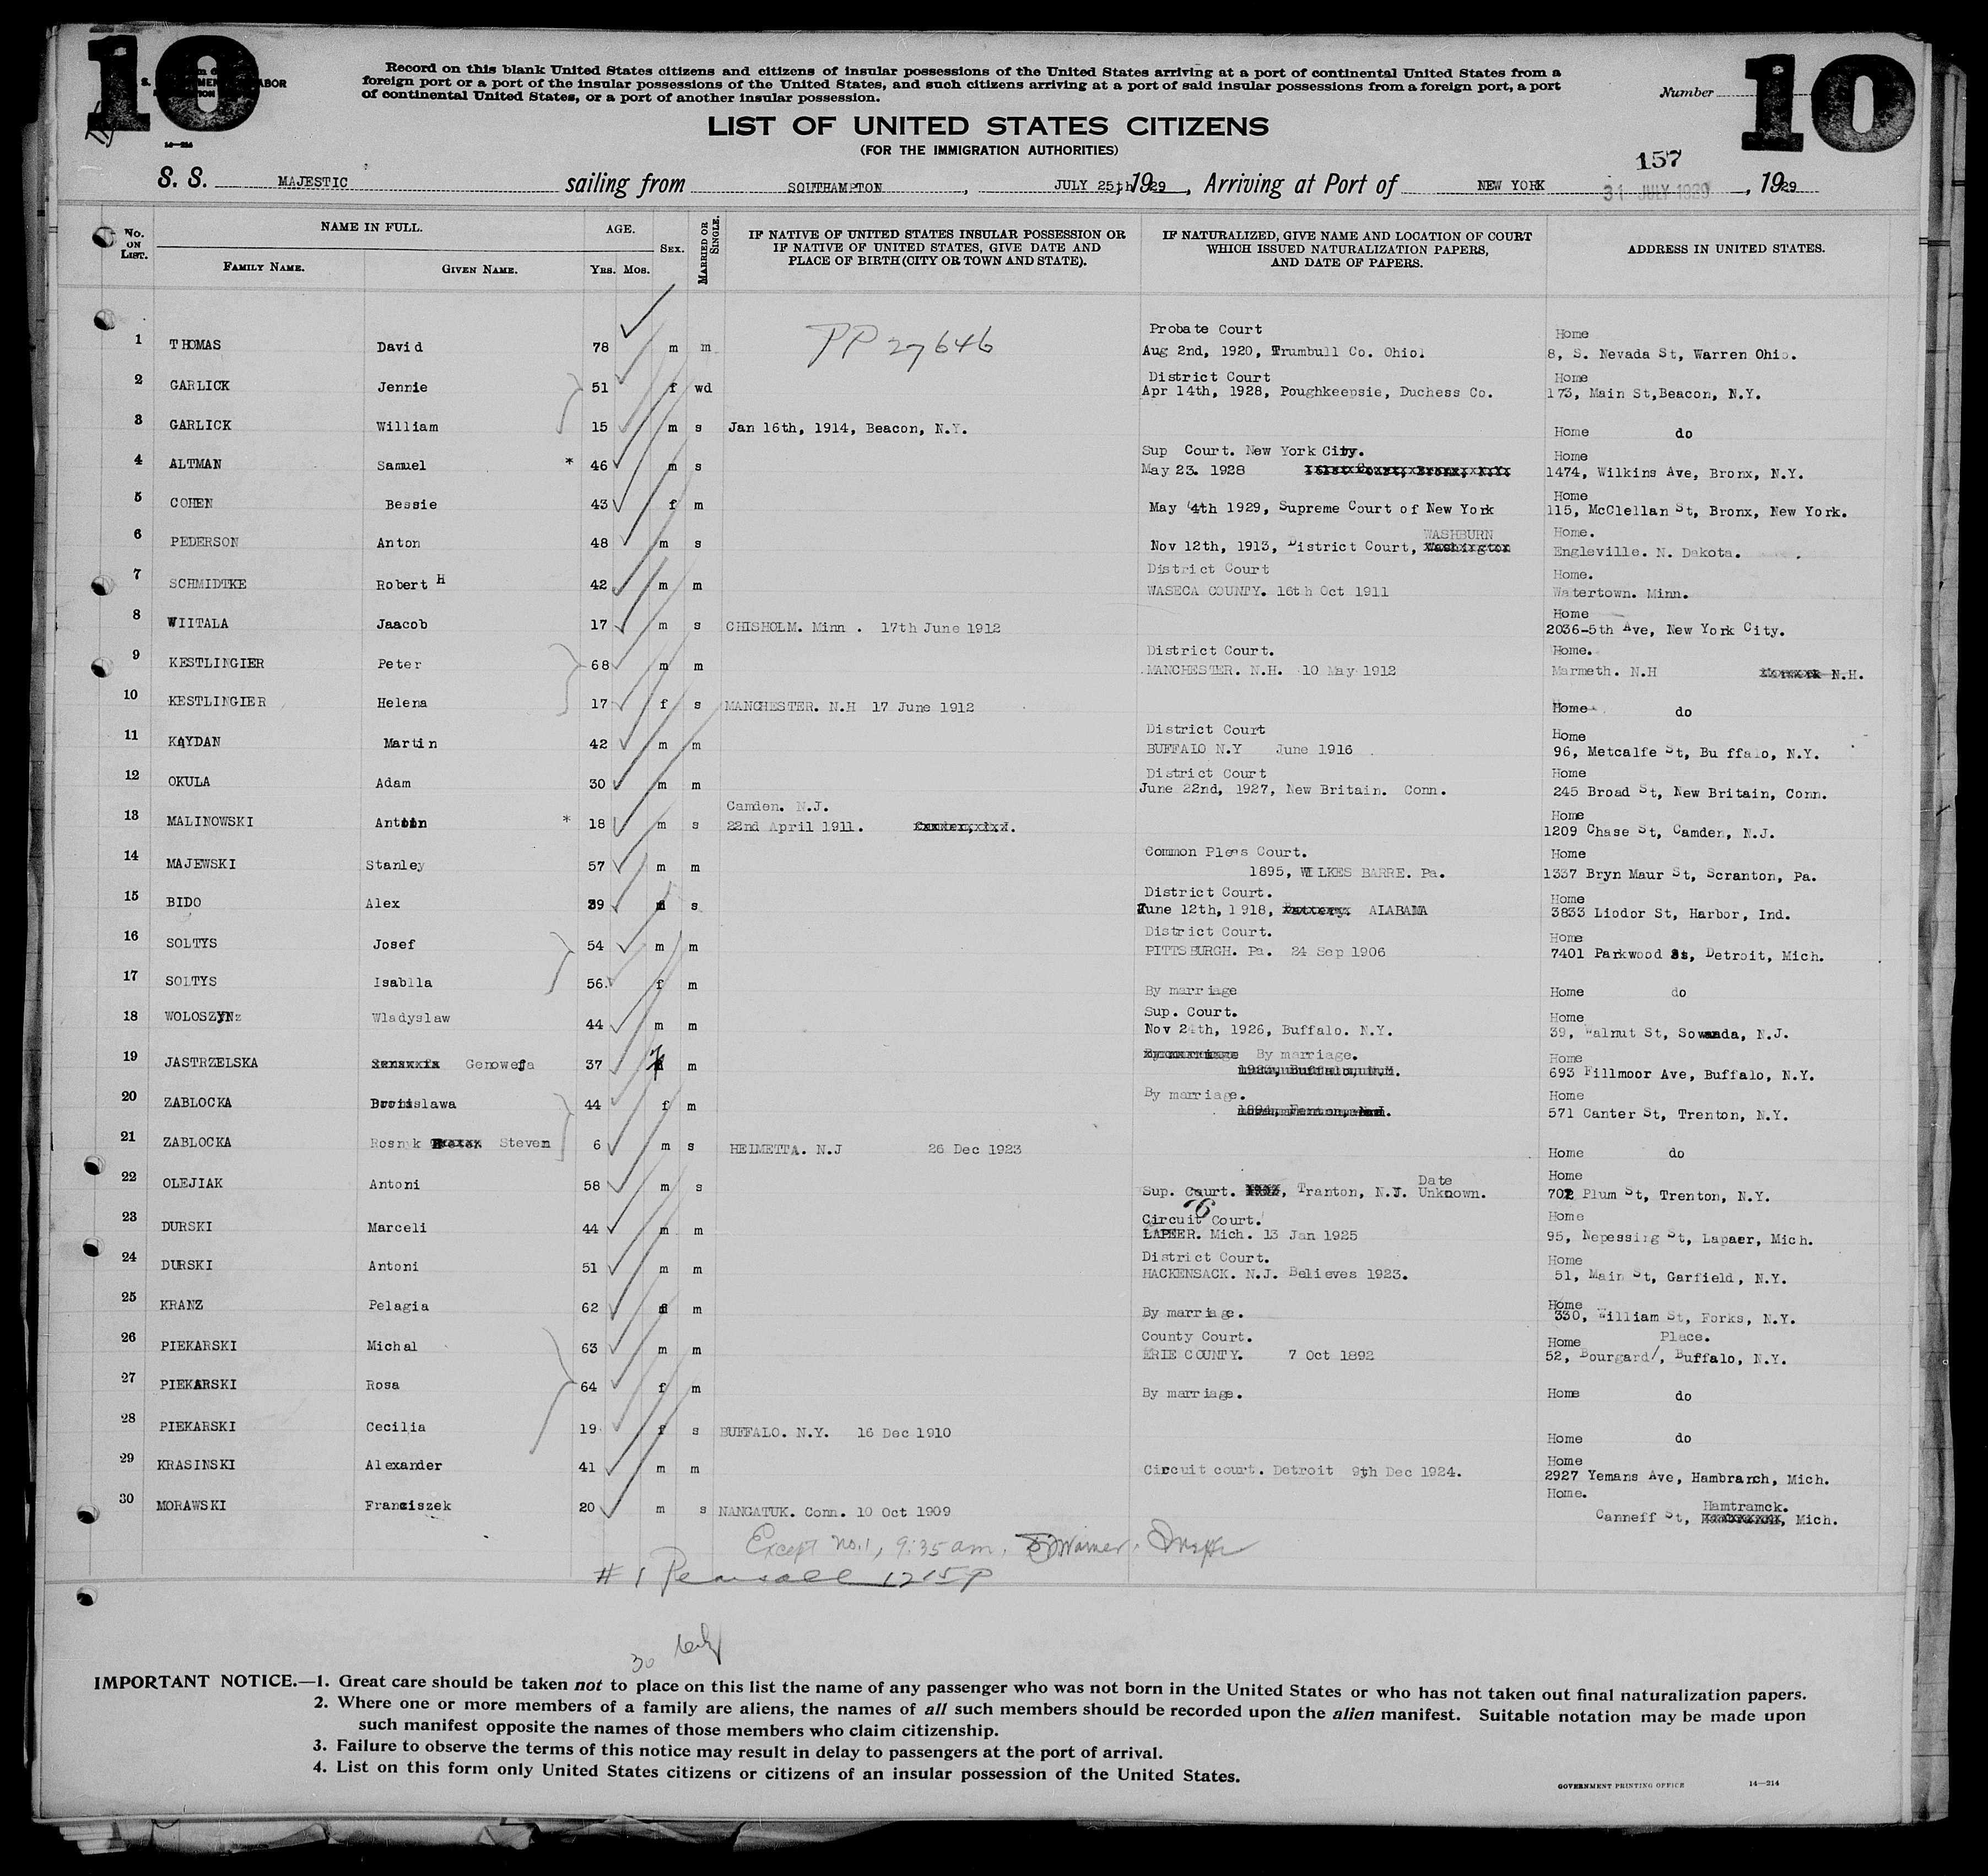 10
10
Record on this blank United States citizens and citizens of insular possessions of the United States arriving at a port of continental United States from a
foreign port or a port of the insular possessions of the United States, and such citizens arriving at a port of said insular possessions from a foreign port, a port
of continental United States, or a port of another insular possession.
Number
14—214
LIST OF UNITED STATES CITIZENS
(FOR THE IMMIGRATION AUTHORITIES)
157
S. S. MAJESTIC sailing from SOUTHAMPTON, JULY 25th 1929, Arriving at Port of NEW YORK 31 JULY 1929, 1929
No. ON LIST. NAME IN FULL. FAMILY NAME. GIVEN NAME. AGE. YRS. MOS. SEX. MARRIED OR SINGLE. IF NATIVE OF UNITED STATES INSULAR POSSESSION OR IF NATIVE OF UNITED STATES, GIVE DATE AND PLACE OF BIRTH (CITY OR TOWN AND STATE). IF NATURALIZED, GIVE NAME AND LOCATION OF COURT WHICH ISSUED NATURALIZATION PAPERS, AND DATE OF PAPERS. ADDRESS IN UNITED STATES.
Probate Court Home
1 THOMAS David 78 m m PP 27646 Aug 2nd, 1920, Trumbull Co. Ohio. 8, S. Nevada St, Warren Ohio.
District Court Home
2 GARLICK Jennie 51 f wd Apr 14th, 1928, Poughkeepsie, Duchess Co. 173, Main St,Beacon, N.Y.
3 GARLICK William 15 m s Jan 16th, 1914, Beacon, N.Y. Home do
Sup Court. New York City. Home
4 ALTMAN Samuel * 46 m s May 23. 1928 1474, Wilkins Ave, Bronx, N.Y.
Home
5 COHEN Bessie 43 f m May 4th 1929, Supreme Court of New York 115, McClellan St, Bronx, New York.
WASHBURN Home.
6 PEDERSON Anton 48 m s Nov 12th, 1913, District Court, Washington Engleville. N. Dakota.
District Court Home.
7 SCHMIDTKE Robert H 42 m m WASECA COUNTY. 16th Oct 1911 Watertown. Minn.
Home
8 WIITALA Jaacob 17 m s CHISHOLM. Minn . 17th June 1912 2036-5th Ave, New York City.
District Court. Home.
9 KESTLINGIER Peter 68 m m MANCHESTER. N.H. 10 May 1912 Marmeth. N.H N.H.
10 KESTLINGIER Helena 17 f s MANCHESTER. N.H 17 June 1912 Home do
District Court Home
11 KAYDAN Martin 42 m m BUFFALO N.Y June 1916 96, Metcalfe St, Bu ffalo, N.Y.
District Court Home
12 OKULA Adam 30 m m June 22nd, 1927, New Britain. Conn. 245 Broad St, New Britain, Conn.
Camden. N.J. Home
13 MALINOWSKI * 18 m s 22nd April 1911. 1209 Chase St, Camden, N.J.
Common Pleas Court. Home
14 MAJEWSKI Stanley 57 m m 1895, WILKES BARRE. Pa. 1337 Bryn Maur St, Scranton, Pa.
District Court. Home
15 BIDO Alex 39 s June 12th, 1918, ALABAMA 3833 Liodor St, Harbor, Ind.
District Court. Home
16 SOLTYS Josef 54 m m PITTSBURGH. Pa. 24 Sep 1906 7401 Parkwood St, Detroit, Mich.
17 SOLTYS Isablla 56. f m By marriage Home do
Sup. Court. Home
18 WOLOSZYNz Wladyslaw 44 m m Nov 24th, 1926, Buffalo. N.Y. 39, Walnut St, Sowanda, N.J.
By marriage. Home
19 JASTRZELSKA Genowefa 37 f m 1923, Buffalo, N.Y. 693 Fillmoor Ave, Buffalo, N.Y.
By marriage. Home
20 ZABLOCKA Bronislawa 44 f m 571 Canter St, Trenton, N.Y.
21 ZABLOCKA Rosnyk Steven 6 m s HELMETTA. N.J 26 Dec 1923 Home do
Date Home
22 OLEJIAK Antoni 58 m s Sup. Court. Tranton, N.J. Unknown. 702 Plum St, Trenton, N.Y.
Circuit Court. Home
23 DURSKI Marceli 44 m m LAPEER. Mich. 13 Jan 1925 95, Nepessing St, Lapaer, Mich.
District Court. Home
24 DURSKI Antoni 51 m m HACKENSACK. N.J. Believes 1923. 51, Main St, Garfield, N.Y.
Home
25 KRANZ Pelagia 62 f m By marriage. 330, William St, Forks, N.Y.
County Court. Home Place.
26 PIEKARSKI Michal 63 m m ERIE COUNTY. 7 Oct 1892 52, Bourgard, Buffalo, N.Y.
27 PIEKARSKI Rosa 64 f m By marriage. Home do
28 PIEKARSKI Cecilia 19 f s BUFFALO. N.Y. 16 Dec 1910 Home do
Home
29 KRASINSKI Alexander 41 m m Circuit court. Detroit 9th Dec 1924. 2927 Yemans Ave, Hambranch, Mich.
Home. Hamtramck.
30 MORAWSKI Franciszek 20 m s NANGATUK. Conn. 10 Oct 1909 Canneff St, Mich.
Except No. 1, 9:35 am. Warner. Inspr
# 1 Pearsall 1215 P
30
IMPORTANT NOTICE.—1. Great care should be taken not to place on this list the name of any passenger who was not born in the United States or who has not taken out final naturalization papers.
2. Where one or more members of a family are aliens, the names of all such members should be recorded upon the alien manifest. Suitable notation may be made upon
such manifest opposite the names of those members who claim citizenship.
3. Failure to observe the terms of this notice may result in delay to passengers at the port of arrival.
4. List on this form only United States citizens or citizens of an insular possession of the United States.
GOVERNMENT PRINTING OFFICE 14—214